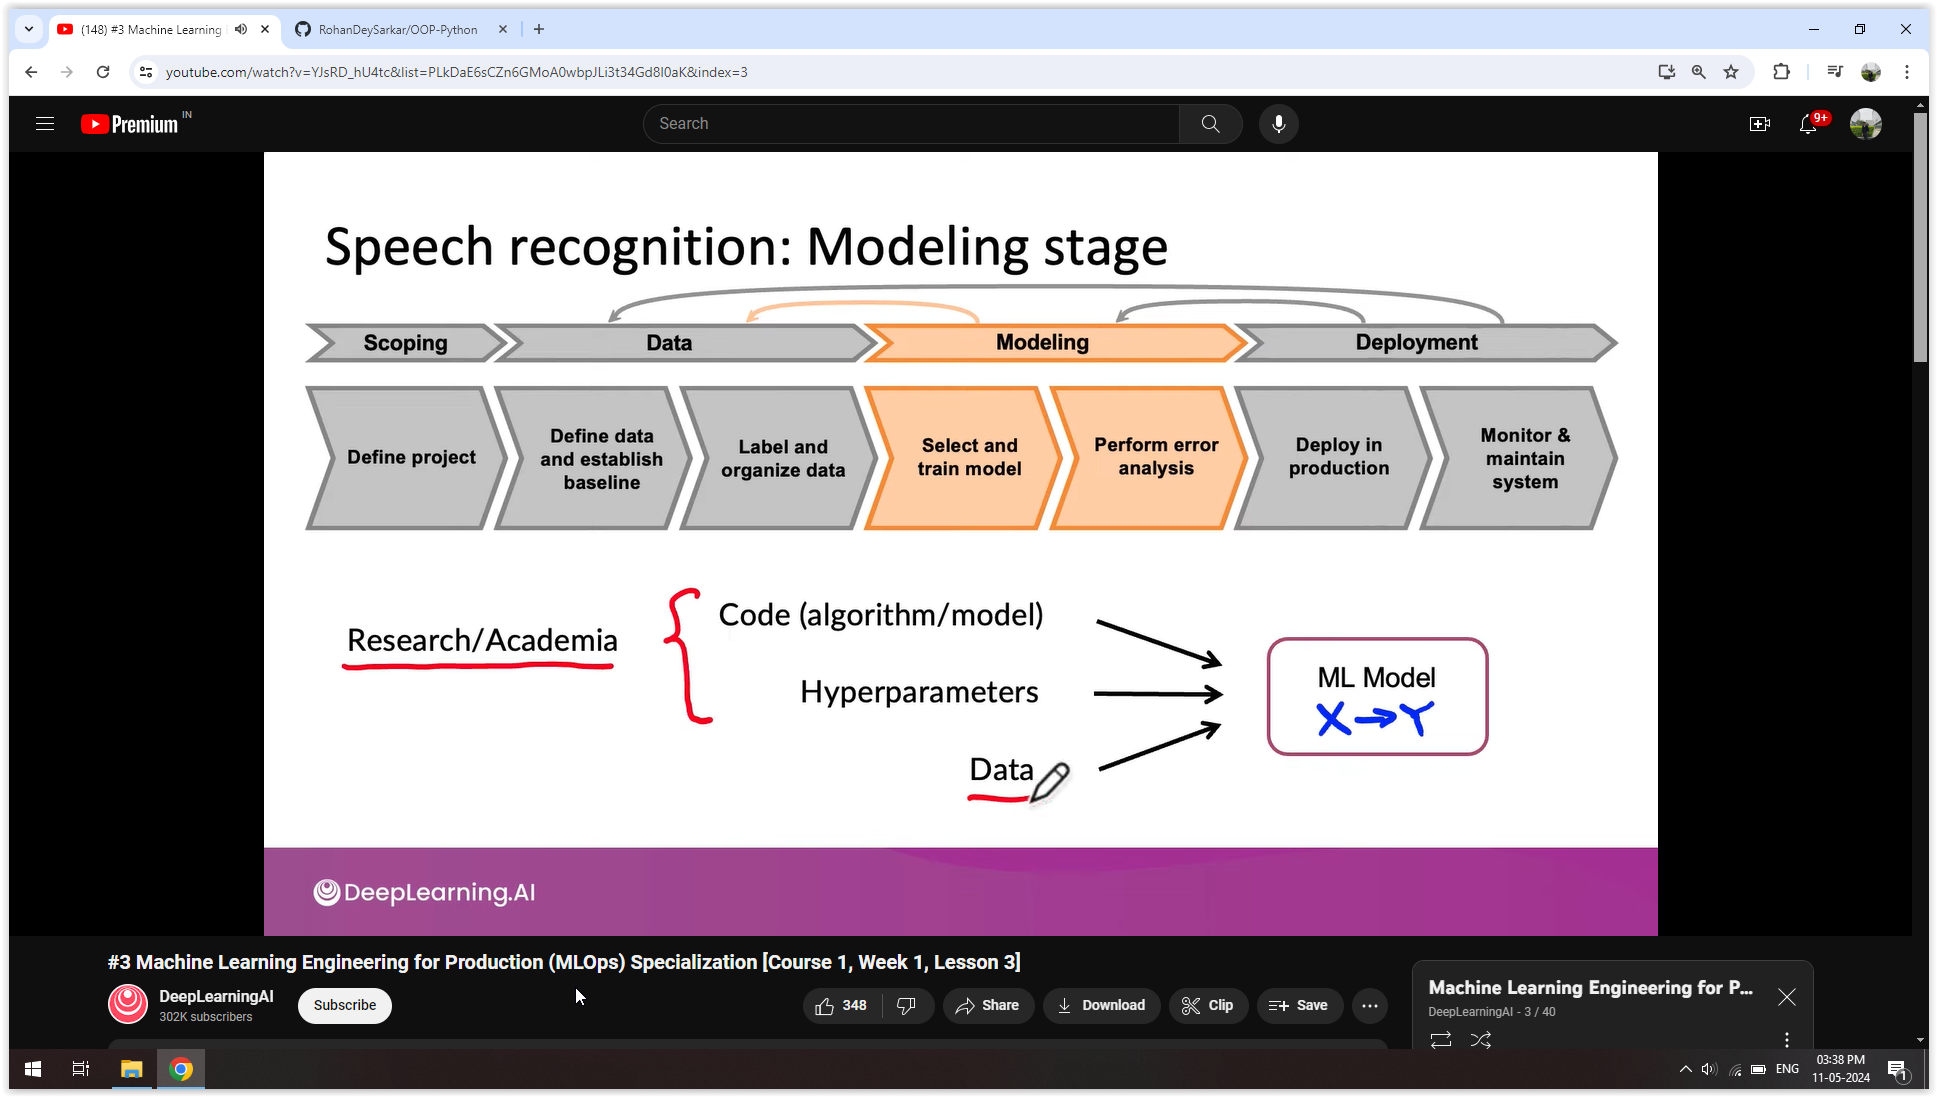 (148) #3 Machine Learning
RohanDeySarkar/OOP-Python
youtube.com/watch?v=YJsRD_hU4tc&list=PLkDaE6sCZn6GMoA0wbpJLi3t34Gd8l0aK&index=3
Premium IN
Search
9+
Speech recognition: Modeling stage
Scoping
Data
Modeling
Deployment
Define project
Define data
and establish
baseline
Label and
organize data
Select and
train model
Perform error
analysis
Deploy in
production
Monitor &
maintain
system
Research/Academia
Code (algorithm/model)
Hyperparameters
Data
ML Model
X→Y
DeepLearning.AI
#3 Machine Learning Engineering for Production (MLOps) Specialization [Course 1, Week 1, Lesson 3]
DeepLearningAI
302K subscribers
Subscribe
348
Share
Download
Clip
Save
Machine Learning Engineering for P...
DeepLearningAI - 3 / 40
ENG
03:38 PM
11-05-2024
1